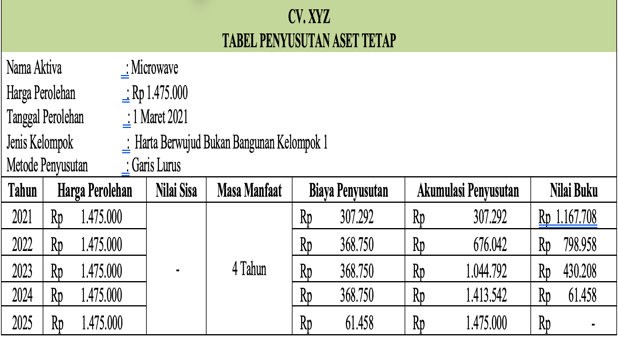 CV. XYZ
TABEL PENYUSUTAN ASET TETAP
Nama Aktiva : Microwave
Harga Perolehan : Rp 1.475.000
Tanggal Perolehan : 1 Maret 2021
Jenis Kelompok : Harta Berwujud Bukan Bangunan Kelompok 1
Metode Penyusutan : Garis Lurus
Tahun Harga Perolehan Nilai Sisa Masa Manfaat Biaya Penyusutan Akumulasi Penyusutan Nilai Buku
2021 Rp 1.475.000 Rp 307.292 Rp 307.292 Rp 1.167.708
2022 Rp 1.475.000 Rp 368.750 Rp 676.042 Rp 798.958
2023 Rp 1.475.000 - 4 Tahun Rp 368.750 Rp 1.044.792 Rp 430.208
2024 Rp 1.475.000 Rp 368.750 Rp 1.413.542 Rp 61.458
2025 Rp 1.475.000 Rp 61.458 Rp 1.475.000 Rp -